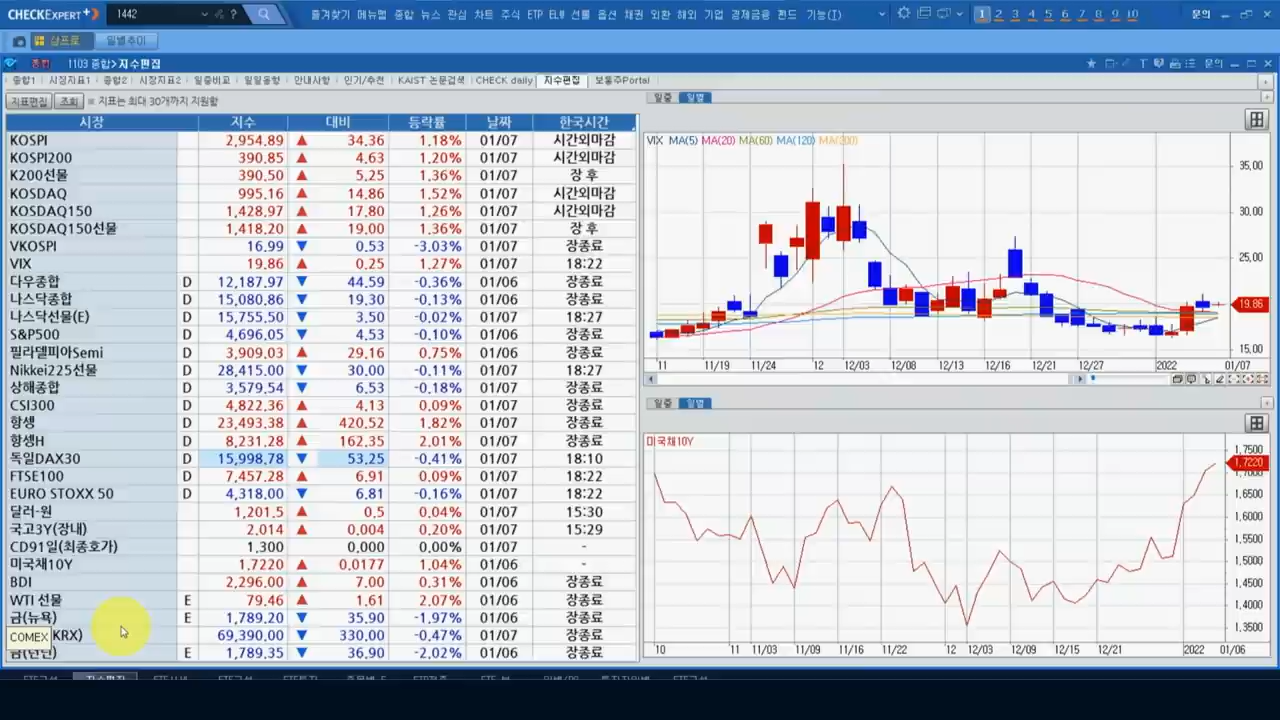 CHECKEXPERT+ 1442 즐겨찾기 메뉴맵 종합 뉴스 관심 차트 주식 ETP ELW 선물 옵션 채권 외환 해외 기업 경제금융 펀드 기능(I) 1 2 3 4 5 6 7 8 9 10 문의
삼프로 일별추이
종합 1103 종합>지수편집 문의
종합1 시장지표1 종합2 시장지표2 일중비교 일일동향 안내사항 인기/추천 KAIST 논문검색 CHECK daily 지수편집 보통주Portal
지표편집 조회 ※ 지표는 최대 30개까지 지원함
시장 지수 대비 등락률 날짜 한국시간
KOSPI 2,954.89 ▲ 34.36 1.18% 01/07 시간외마감
KOSPI200 390.85 ▲ 4.63 1.20% 01/07 시간외마감
K200선물 390.50 ▲ 5.25 1.36% 01/07 장 후
KOSDAQ 995.16 ▲ 14.86 1.52% 01/07 시간외마감
KOSDAQ150 1,428.97 ▲ 17.80 1.26% 01/07 시간외마감
KOSDAQ150선물 1,418.20 ▲ 19.00 1.36% 01/07 장 후
VKOSPI 16.99 ▼ 0.53 -3.03% 01/07 장종료
VIX 19.86 ▲ 0.25 1.27% 01/07 18:22
다우종합 D 12,187.97 ▼ 44.59 -0.36% 01/06 장종료
나스닥종합 D 15,080.86 ▼ 19.30 -0.13% 01/06 장종료
나스닥선물(E) D 15,755.50 ▼ 3.50 -0.02% 01/07 18:27
S&P500 D 4,696.05 ▼ 4.53 -0.10% 01/06 장종료
필라델피아Semi D 3,909.03 ▲ 29.16 0.75% 01/06 장종료
Nikkei225선물 D 28,415.00 ▼ 30.00 -0.11% 01/07 18:27
상해종합 D 3,579.54 ▼ 6.53 -0.18% 01/07 장종료
CSI300 D 4,822.36 ▲ 4.13 0.09% 01/07 장종료
항셍 D 23,493.38 ▲ 420.52 1.82% 01/07 장종료
항셍H D 8,231.28 ▲ 162.35 2.01% 01/07 장종료
독일DAX30 D 15,998.78 ▼ 53.25 -0.41% 01/07 18:10
FTSE100 D 7,457.28 ▲ 6.91 0.09% 01/07 18:22
EURO STOXX 50 D 4,318.00 ▼ 6.81 -0.16% 01/07 18:22
달러-원 1,201.5 ▲ 0.5 0.04 01/07 15:30
국고3Y(장내) 2.014 ▲ 0.004 0.20% 01/07 15:29
CD91일(최종호가) 1.300 0.000 0.00% 01/07 -
미국채10Y 1.7220 ▲ 0.0177 1.04% 01/06 -
BDI 2,296.00 ▲ 7.00 0.31% 01/06 장종료
WTI 선물 E 79.46 ▲ 1.61 2.07% 01/06 장종료
금(뉴욕) E 1,789.20 ▼ 35.90 -1.97% 01/06 장종료
COMEX KRX) 69,390.00 ▼ 330.00 -0.47% 01/07 장종료
금(런던) E 1,789.35 ▼ 36.90 -2.02% 01/06 장종료
일중 일별
VIX MA(5) MA(20) MA(60) MA(120) MA(200)
35.00
30.00
25.00
19.86
15.00
11 11/19 11/24 12 12/03 12/08 12/13 12/16 12/21 12/27 2022 01/07
일중 일별
미국채10Y
1.7500
1.7220
1.7000
1.6500
1.6000
1.5500
1.5000
1.4500
1.4000
1.3500
10 11 11/03 11/09 11/16 11/22 12 12/03 12/09 12/15 12/21 2022 01/06